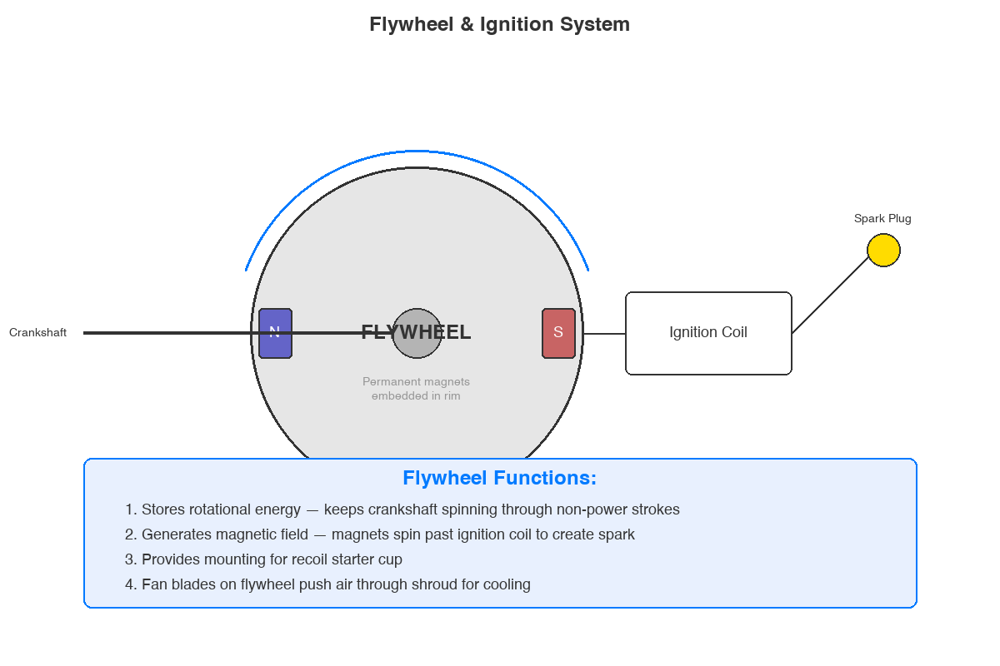 Flywheel & Ignition System
Spark Plug
Crankshaft
N
FLYWHEEL
S
Ignition Coil
Permanent magnets
embedded in rim
Flywheel Functions:
1. Stores rotational energy — keeps crankshaft spinning through non-power strokes
2. Generates magnetic field — magnets spin past ignition coil to create spark
3. Provides mounting for recoil starter cup
4. Fan blades on flywheel push air through shroud for cooling